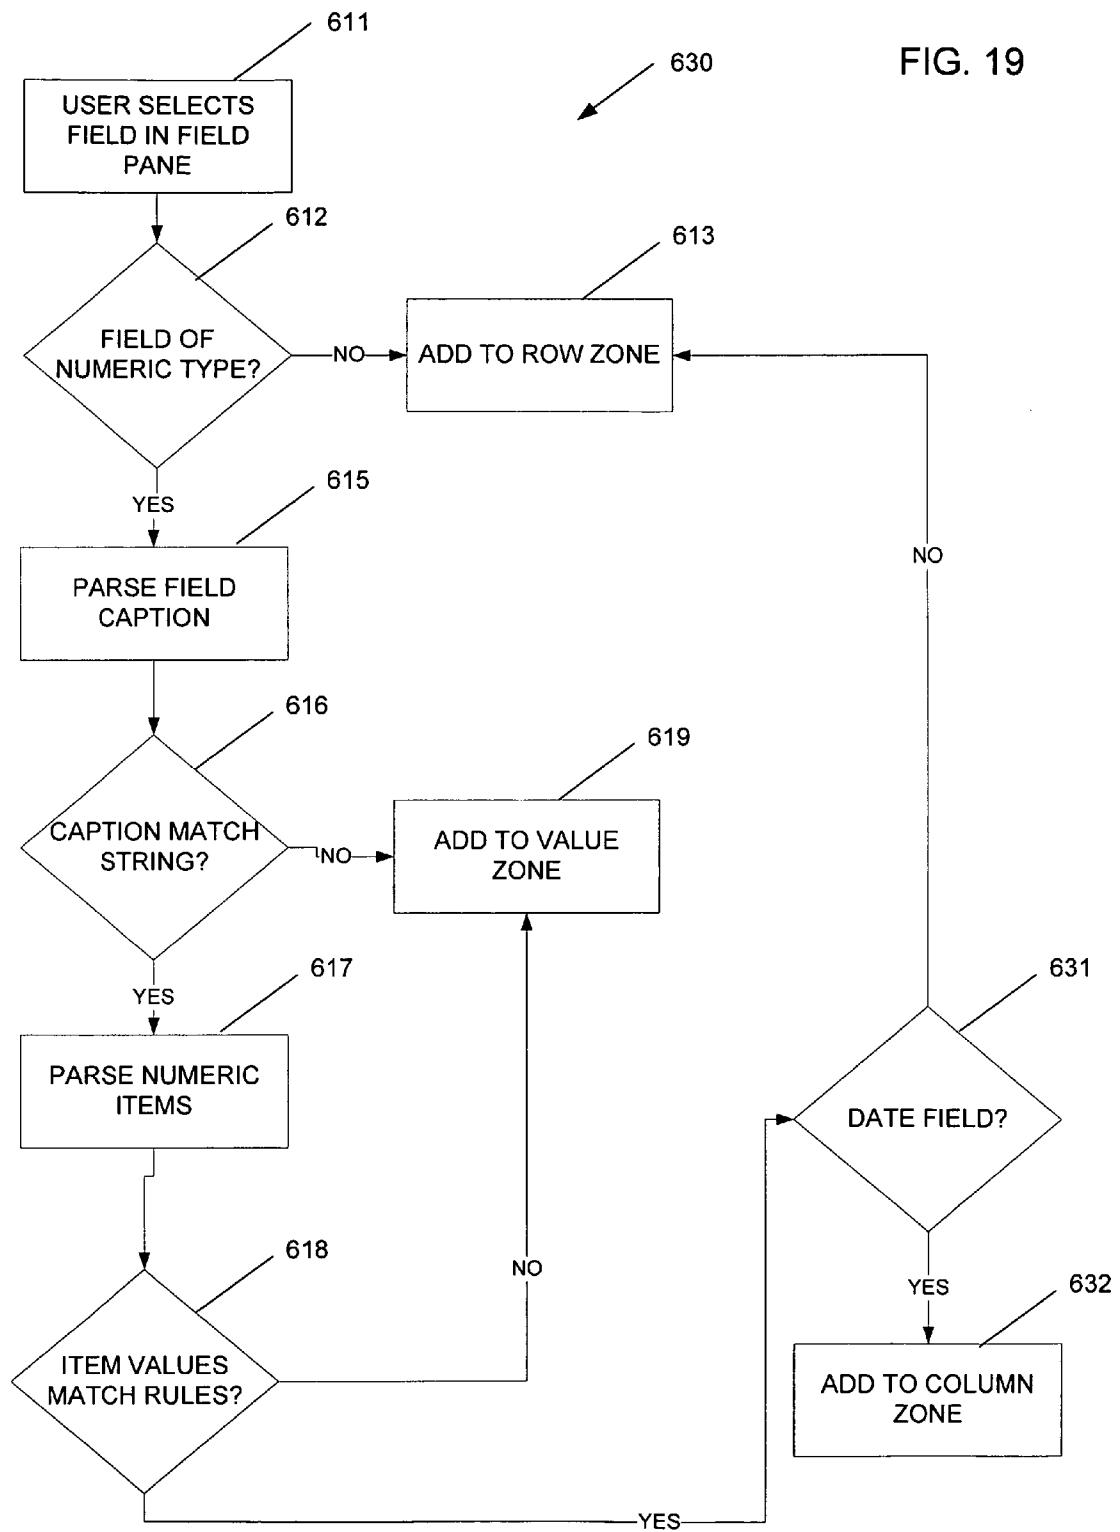 611
630
FIG. 19
USER SELECTS
FIELD IN FIELD
PANE
612
613
FIELD OF
NUMERIC TYPE?
NO
ADD TO ROW ZONE
YES
615
NO
PARSE FIELD
CAPTION
616
619
CAPTION MATCH
STRING?
NO
ADD TO VALUE
ZONE
YES
617
631
PARSE NUMERIC
ITEMS
DATE FIELD?
618
NO
YES
632
ITEM VALUES
MATCH RULES?
ADD TO COLUMN
ZONE
YES